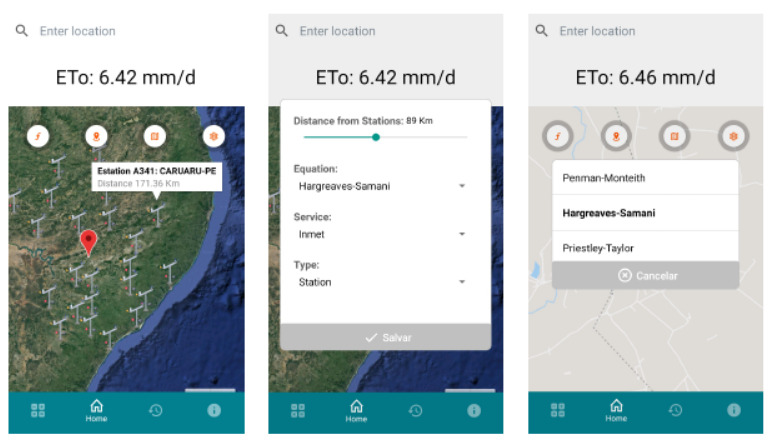 Enter location
ETo: 6.42 mm/d
Estation A341: CARUARU-PE
Distance 171.36 Km
Home
Enter location
ETo: 6.42 mm/d
Distance from Stations: 89 Km
Equation:
Hargreaves-Samani
Service:
Inmet
Type:
Station
Salvar
Home
Enter location
ETo: 6.46 mm/d
Penman-Monteith
Hargreaves-Samani
Priestley-Taylor
Cancelar
Home